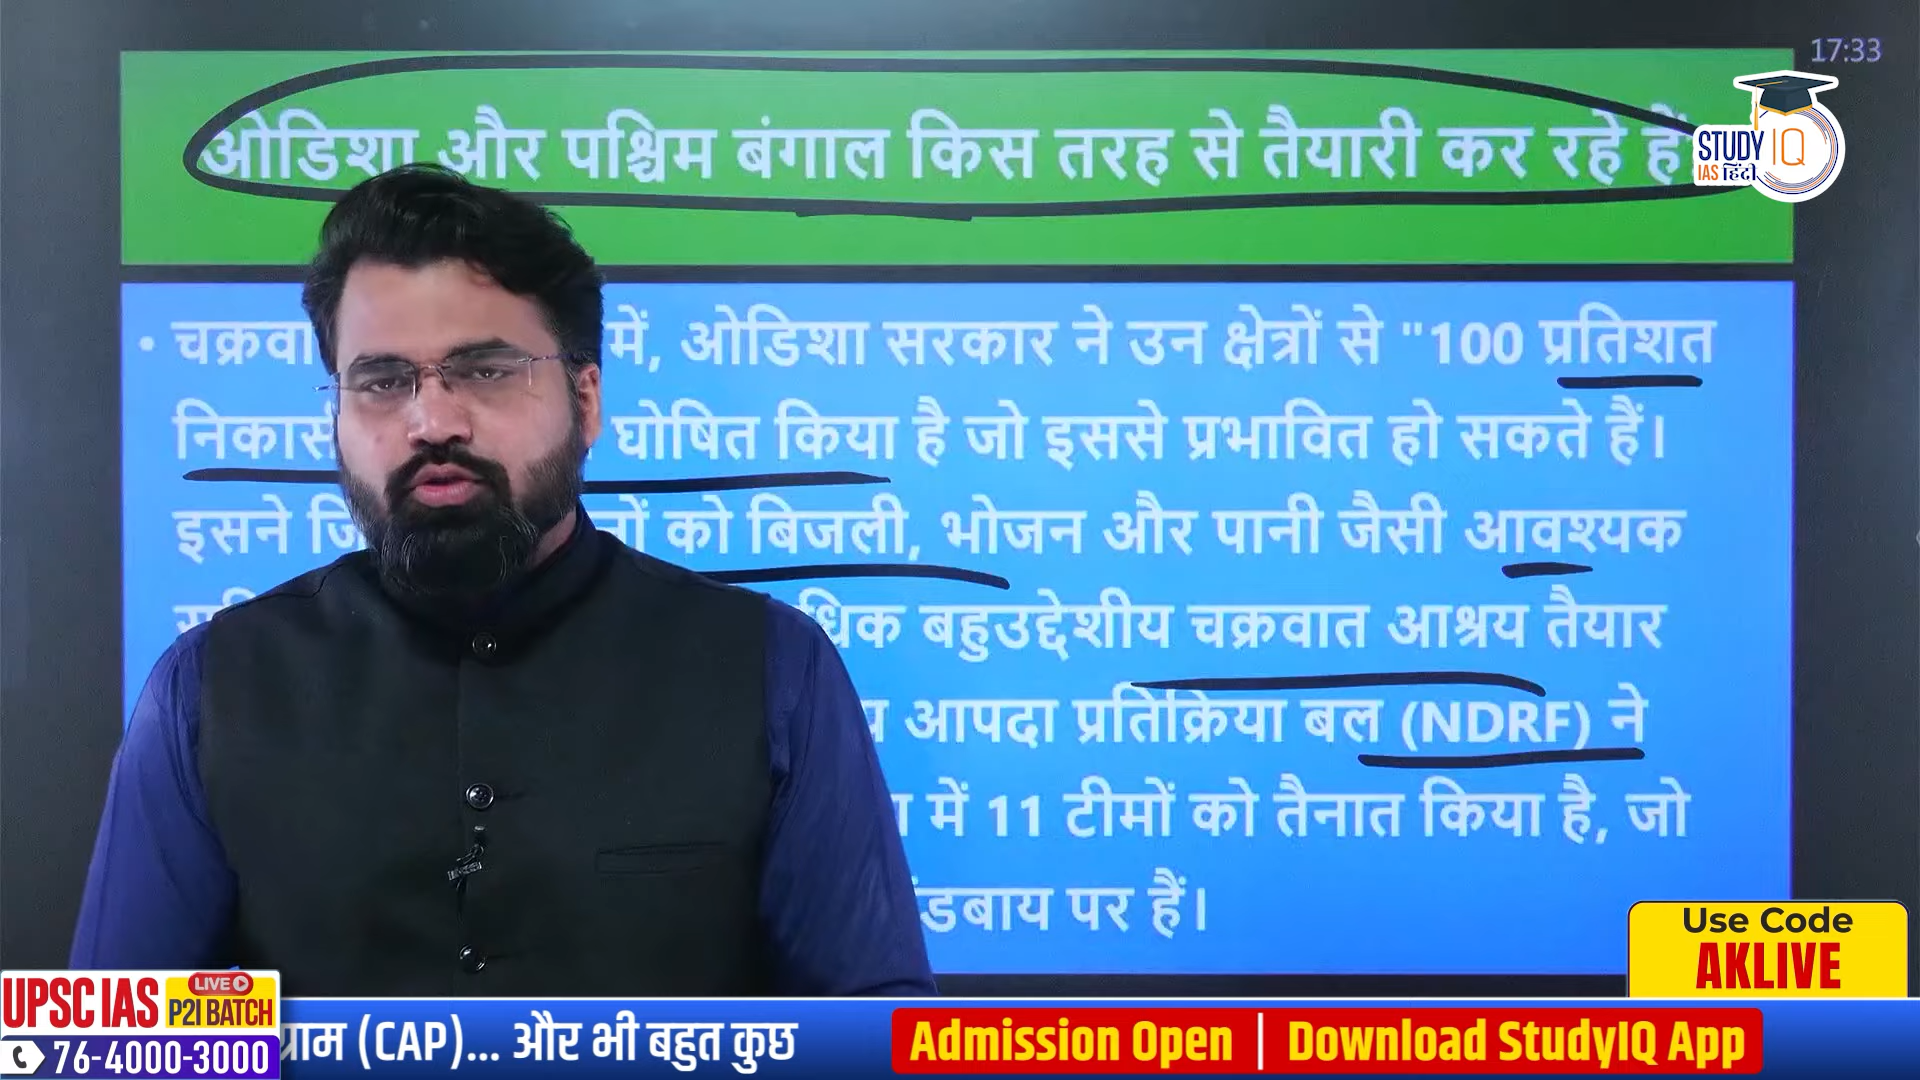 17:33
STUDY IQ
IAS हिंदी
ओडिशा और पश्चिम बंगाल किस तरह से तैयारी कर रहे
• में, ओडिशा सरकार ने उन क्षेत्रों से "100 प्रतिशत
घोषित किया है जो इससे प्रभावित हो सकते हैं।
इसने को बिजली, भोजन और पानी जैसी आवश्यक
बहुउद्देशीय चक्रवात आश्रय तैयार
आपदा प्रतिक्रिया बल (NDRF) ने
में 11 टीमों को तैनात किया है, जो
पर हैं।
Use Code
AKLIVE
UPSC IAS LIVE
P2I BATCH
76-4000-3000
(CAP)... और भी बहुत कुछ
Admission Open | Download StudyIQ App